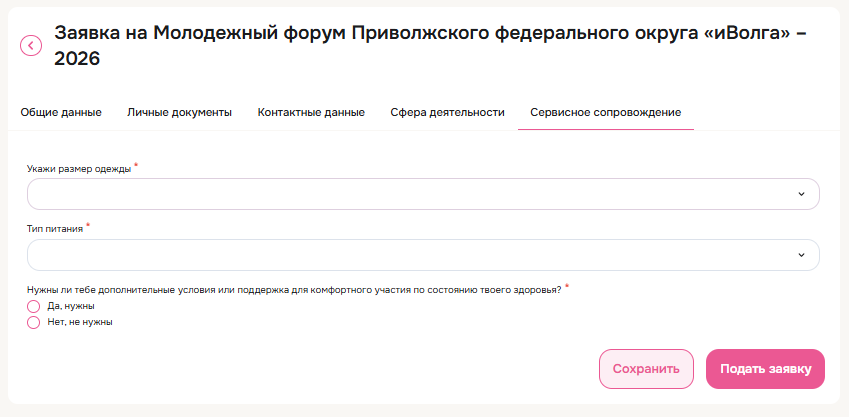 Заявка на Молодежный форум Приволжского федерального округа «иВолга» –
2026
Общие данные Личные документы Контактные данные Сфера деятельности Сервисное сопровождение
Укажи размер одежды *
Тип питания *
Нужны ли тебе дополнительные условия или поддержка для комфортного участия по состоянию твоего здоровья? *
Да, нужны
Нет, не нужны
Сохранить Подать заявку